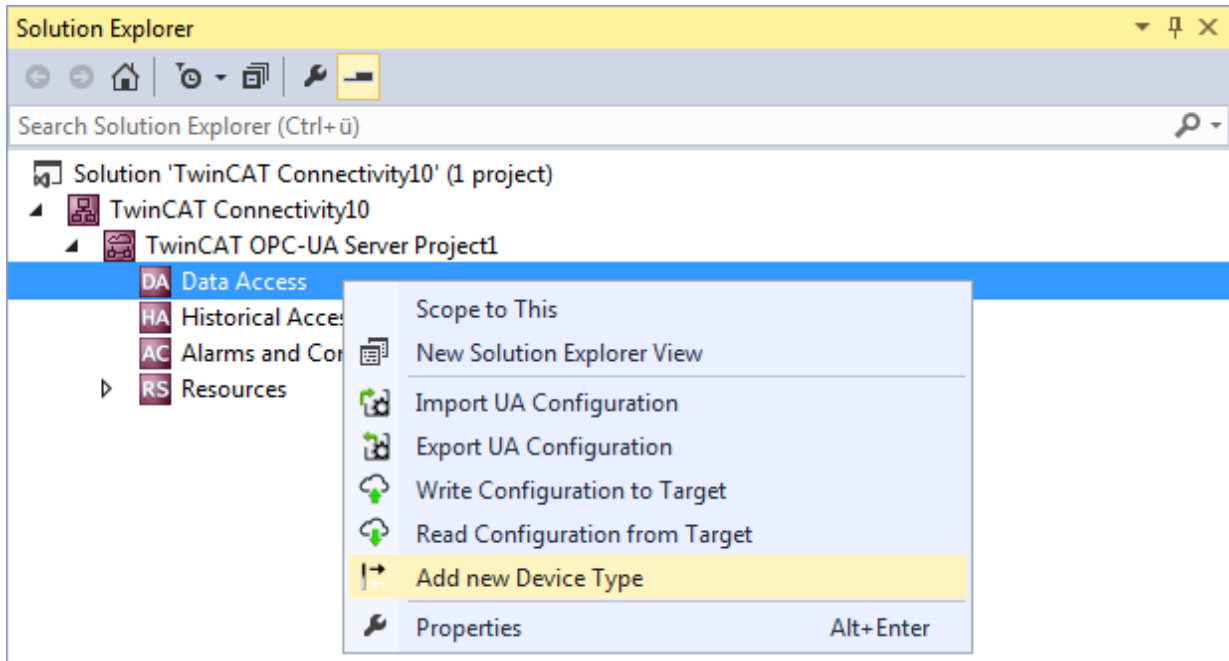 Solution Explorer
Search Solution Explorer (Ctrl+ü)
Solution 'TwinCAT Connectivity10' (1 project)
TwinCAT Connectivity10
TwinCAT OPC-UA Server Project1
DA Data Access
HA Historical Acce
AC Alarms and Cor
RS Resources
Scope to This
New Solution Explorer View
Import UA Configuration
Export UA Configuration
Write Configuration to Target
Read Configuration from Target
Add new Device Type
Properties Alt+Enter